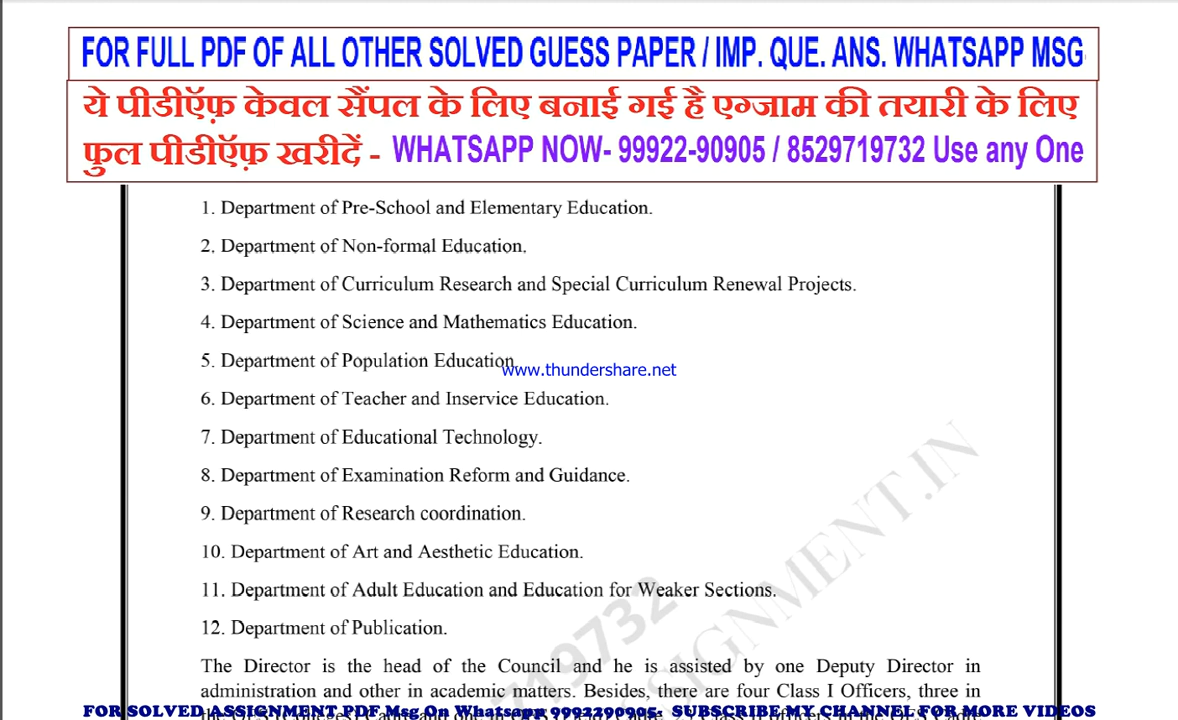 FOR FULL PDF OF ALL OTHER SOLVED GUESS PAPER / IMP. QUE. ANS. WHATSAPP MSG
ये पीडीऍफ़ केवल सैंपल के लिए बनाई गई है एग्जाम की तयारी के लिए
फुल पीडीऍफ़ खरीदें - WHATSAPP NOW- 99922-90905 / 8529719732 Use any One
1. Department of Pre-School and Elementary Education.
2. Department of Non-formal Education.
3. Department of Curriculum Research and Special Curriculum Renewal Projects.
4. Department of Science and Mathematics Education.
5. Department of Population Education
www.thundershare.net
6. Department of Teacher and Inservice Education.
7. Department of Educational Technology.
8. Department of Examination Reform and Guidance.
9. Department of Research coordination.
10. Department of Art and Aesthetic Education.
11. Department of Adult Education and Education for Weaker Sections.
12. Department of Publication.
719732
SIGNMENT.IN
The Director is the head of the Council and he is assisted by one Deputy Director in
administration and other in academic matters. Besides, there are four Class I Officers, three in
FOR SOLVED ASSIGNMENT PDF Msg On Whatsapp 9992290905. SUBSCRIBE MY CHANNEL FOR MORE VIDEOS